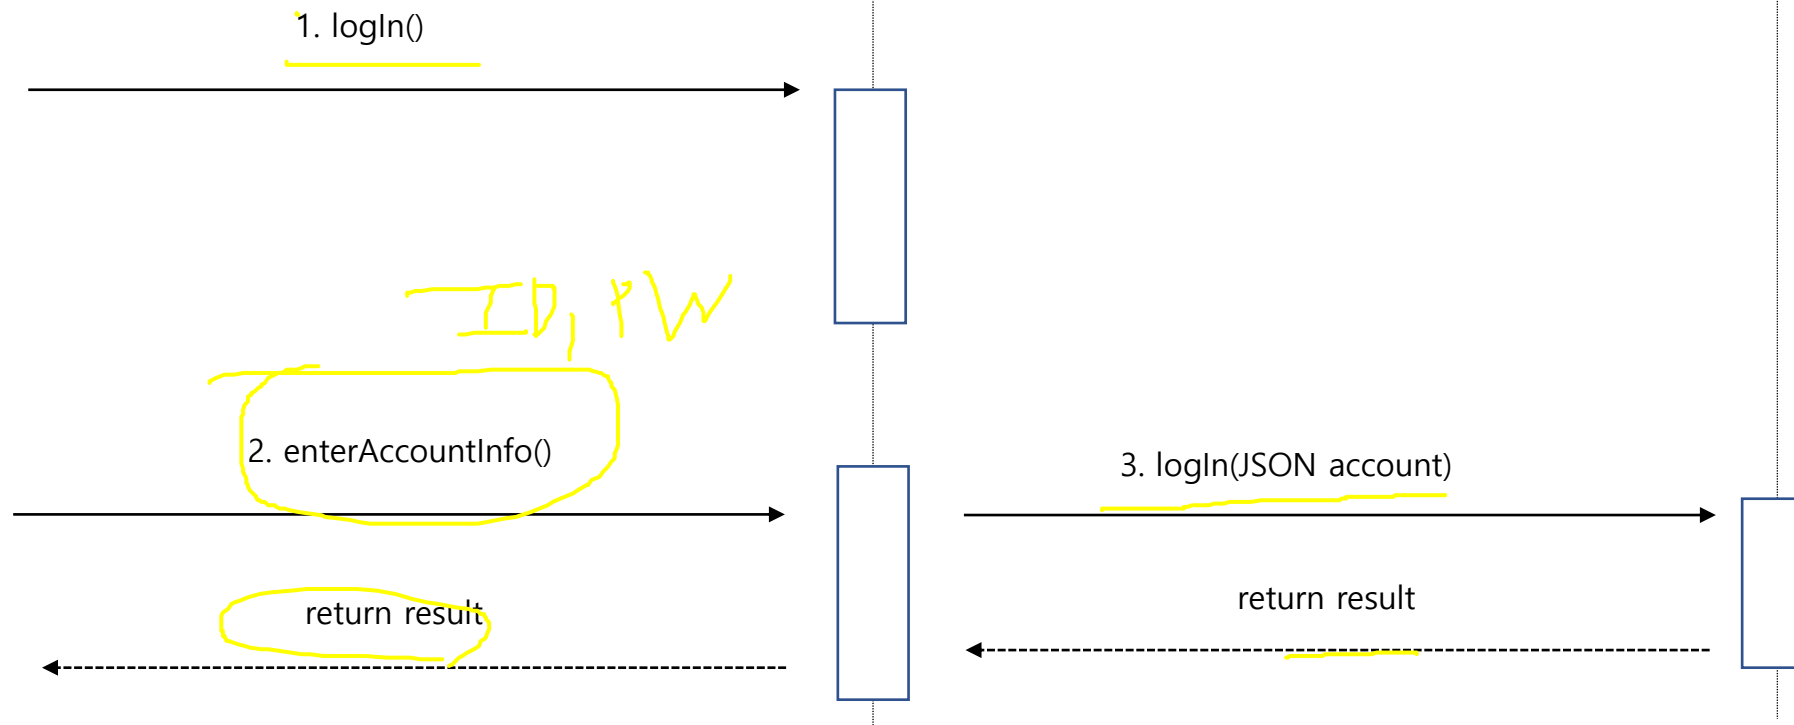 1. logIn()
ID, PW
2. enterAccountInfo()
3. logIn(JSON account)
return result
return result